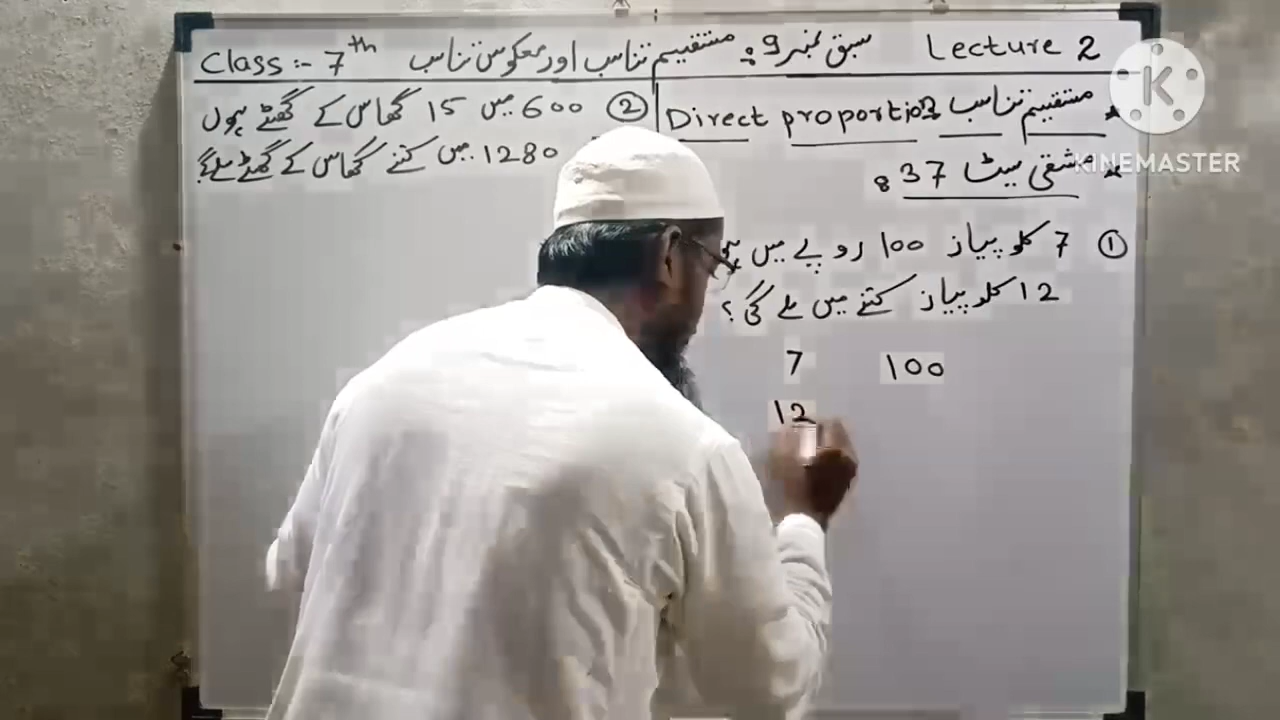 Class :- 7th سبق نمبر 9: مستقیم تناسب اور معکوس تناسب Lecture 2
* مستقیم تناسب Direct proportion
* مشقی سیٹ 37 :
① 7 کلو پیاز 100 روپے میں
12 کلو پیاز کتنے میں ملے گی؟
7 100
12
② 600 میں 15 گھاس کے گھٹے ہوں
1280 میں کتنے گھاس کے گھٹے ملے گے؟
K
KINEMASTER